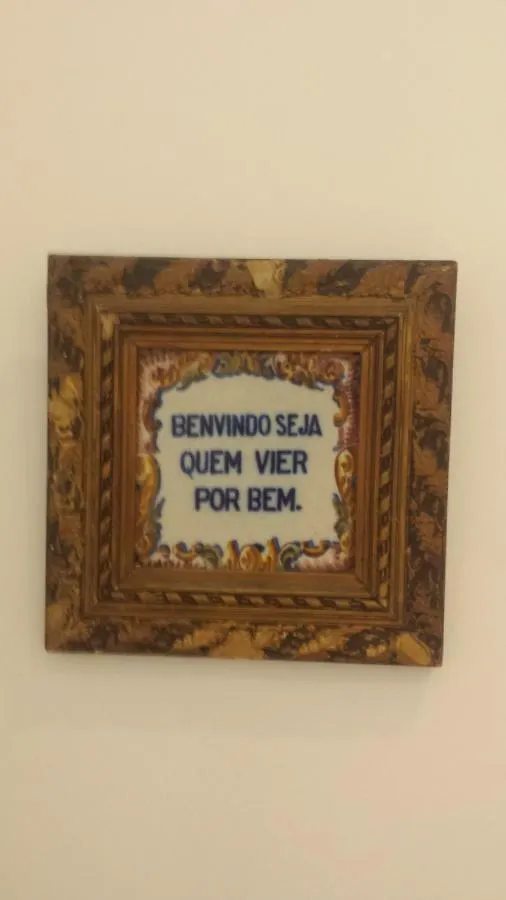 BENVINDO SEJA
QUEM VIER
POR BEM.